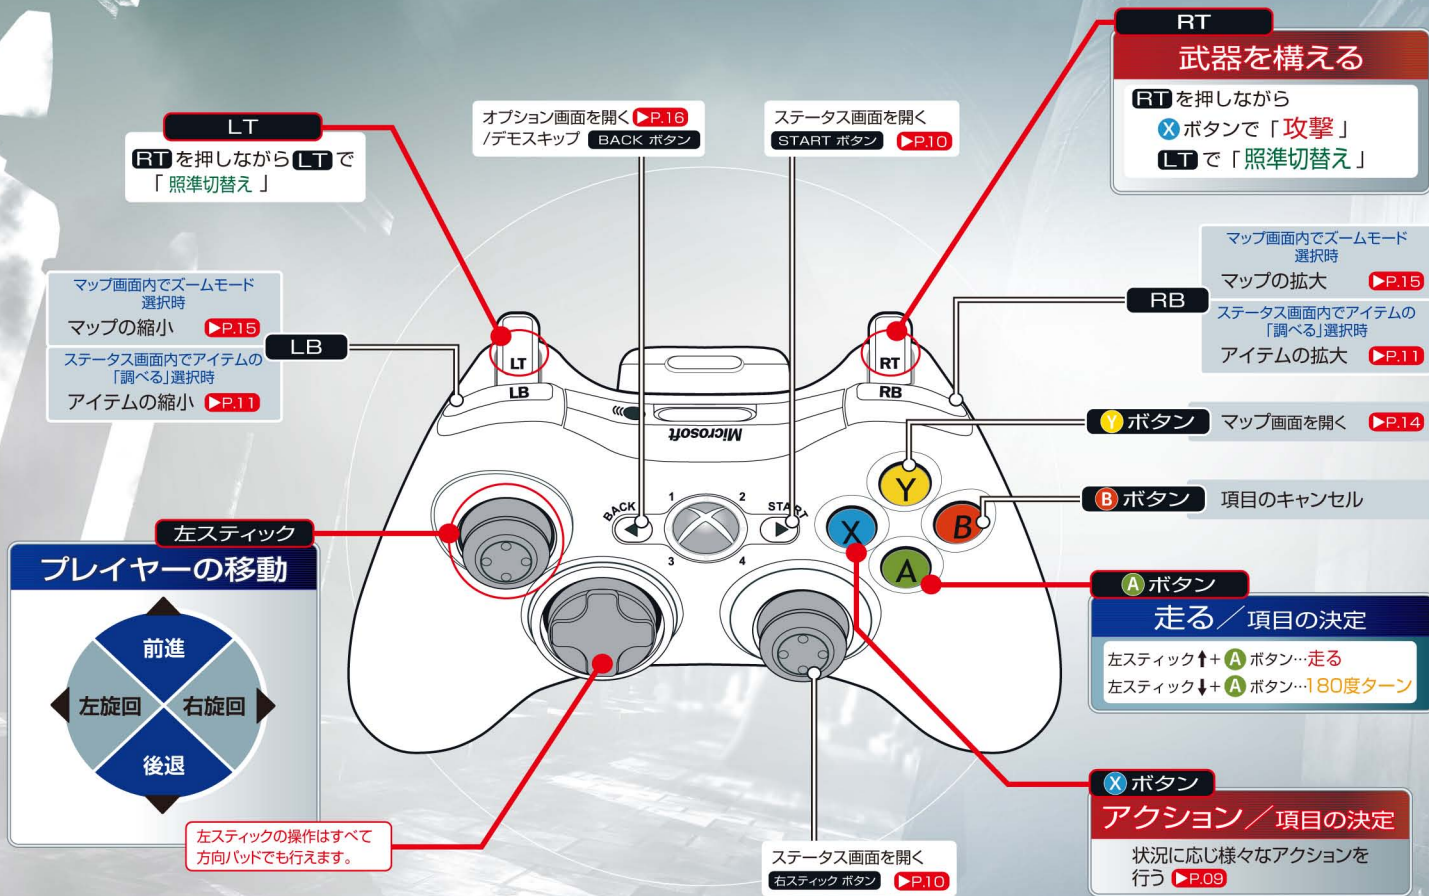 RT
武器を構える
RTを押しながら
Xボタンで「攻撃」
LTで「照準切替え」
LT
RTを押しながらLTで
「照準切替え」
オプション画面を開く ▶P.16
/デモスキップ BACK ボタン
ステータス画面を開く
START ボタン ▶P.10
マップ画面内でズームモード
選択時
マップの縮小 ▶P.15
LB
ステータス画面内でアイテムの
「調べる」選択時
アイテムの縮小 ▶P.11
マップ画面内でズームモード
選択時
マップの拡大 ▶P.15
RB
ステータス画面内でアイテムの
「調べる」選択時
アイテムの拡大 ▶P.11
LT
LB
RT
RB
Microsoft
Yボタン マップ画面を開く ▶P.14
Bボタン 項目のキャンセル
BACK
START
1
2
3
4
Y
X
B
A
左スティック
プレイヤーの移動
前進
左旋回
右旋回
後退
左スティックの操作はすべて
方向パッドでも行えます。
Aボタン
走る/項目の決定
左スティック⬆+Aボタン…走る
左スティック⬇+Aボタン…180度ターン
Xボタン
アクション/項目の決定
状況に応じ様々なアクションを
行う ▶P.09
ステータス画面を開く
右スティック ボタン ▶P.10